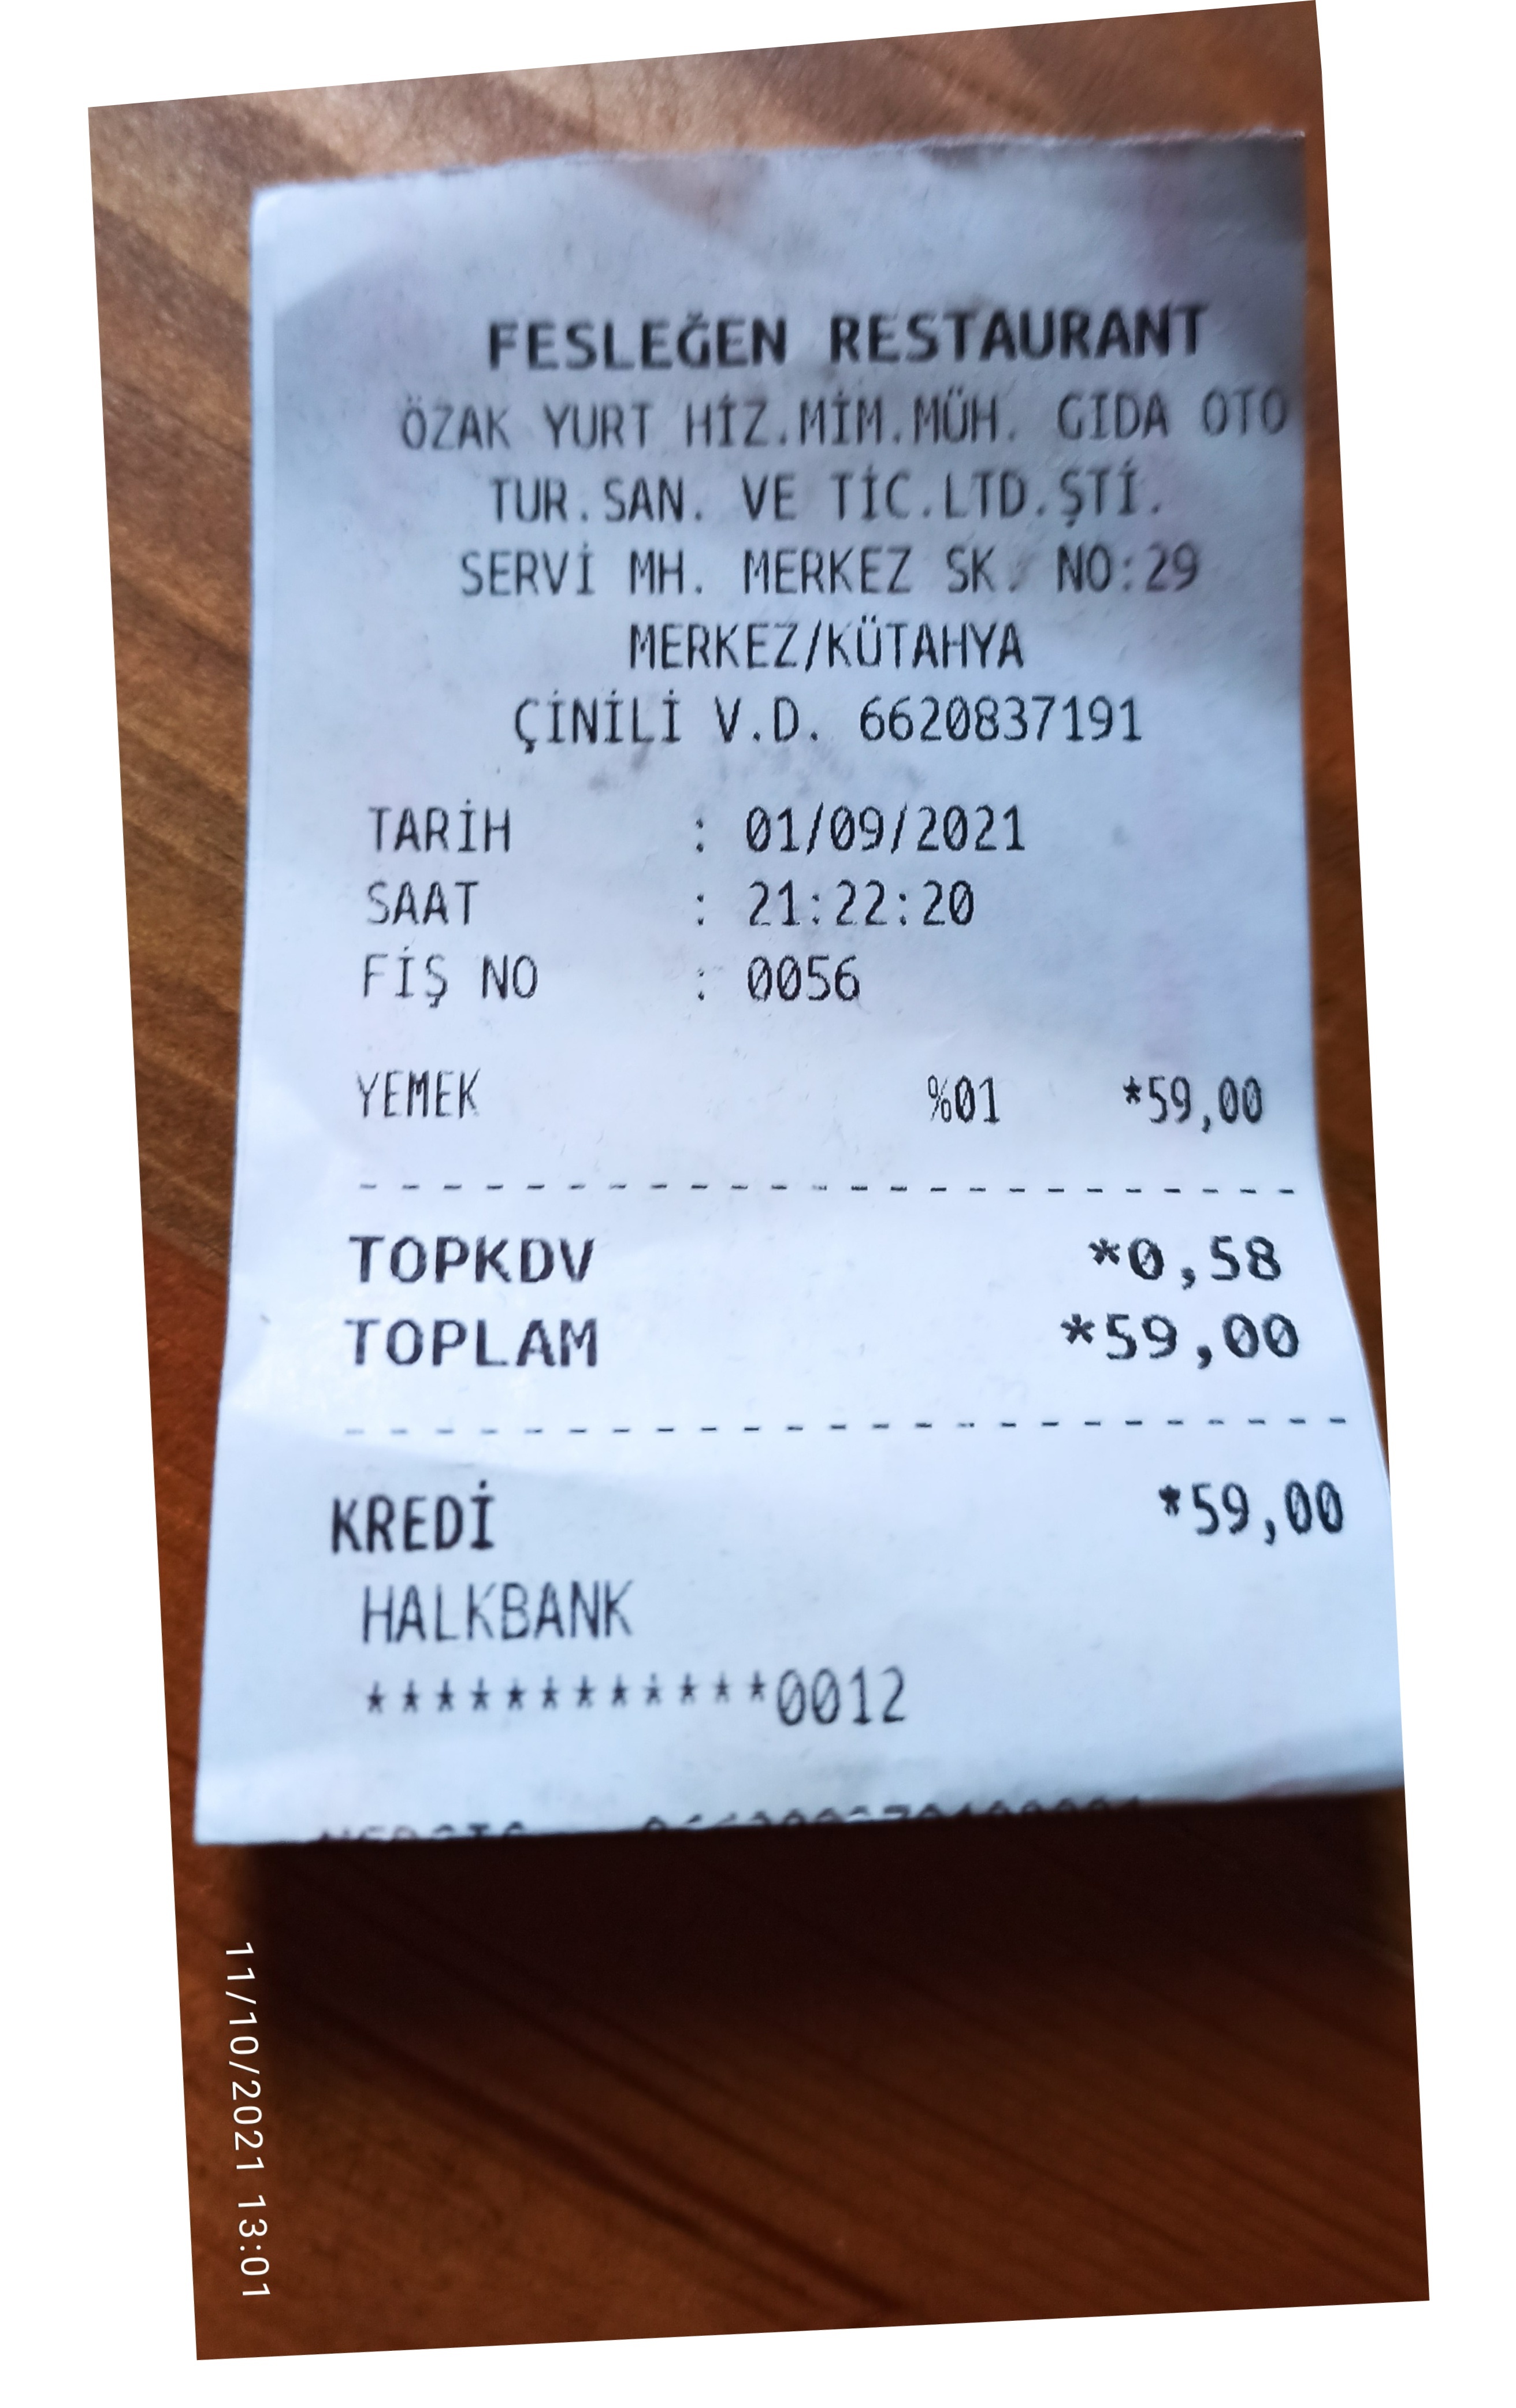 FESLEĞEN RESTAURANT
ÖZAK YURT HİZ.MİM.MÜH. GIDA OTO
TUR.SAN. VE TİC.LTD.ŞTİ.
SERVİ MH. MERKEZ SK. NO:29
MERKEZ/KÜTAHYA
ÇİNİLİ V.D. 6620837191
TARİH : 01/09/2021
SAAT : 21:22:20
FİŞ NO : 0056
YEMEK %01 *59,00
TOPKDV *0,58
TOPLAM *59,00
KREDİ *59,00
HALKBANK
************0012
11/10/2021 13:01